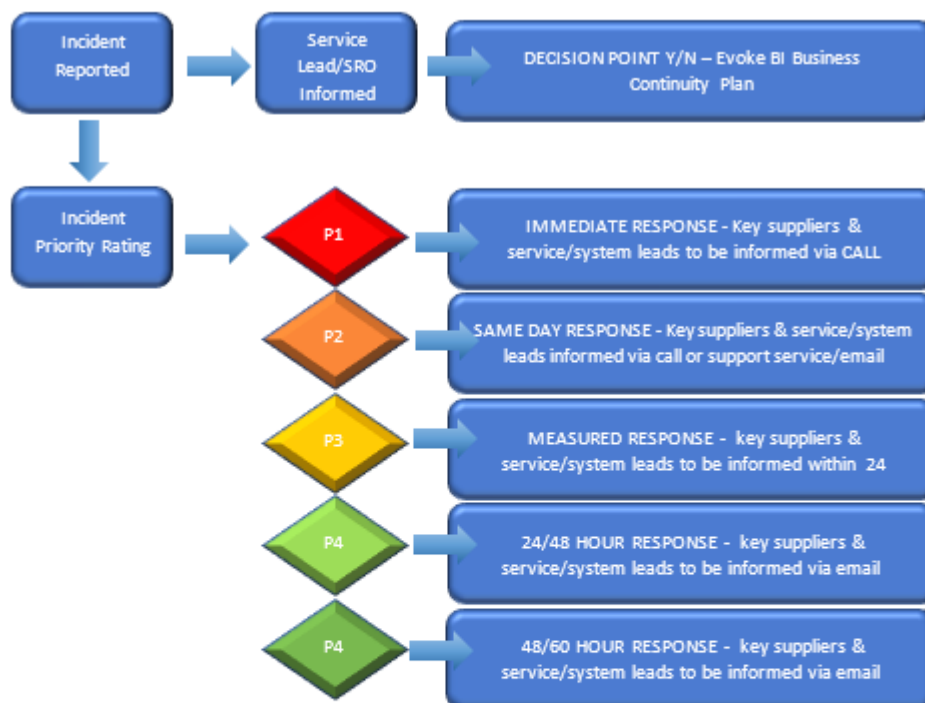 Incident
Reported
Service
Lead/SRO
Informed
DECISION POINT Y/N – Evoke BI Business
Continuity Plan
Incident
Priority Rating
P1
IMMEDIATE RESPONSE - Key suppliers &
service/system leads to be informed via CALL
P2
SAME DAY RESPONSE - Key suppliers & service/system
leads informed via call or support service/email
P3
MEASURED RESPONSE - key suppliers &
service/system leads to be informed within 24
P4
24/48 HOUR RESPONSE - key suppliers &
service/system leads to be informed via email
P4
48/60 HOUR RESPONSE - key suppliers &
service/system leads to be informed via email